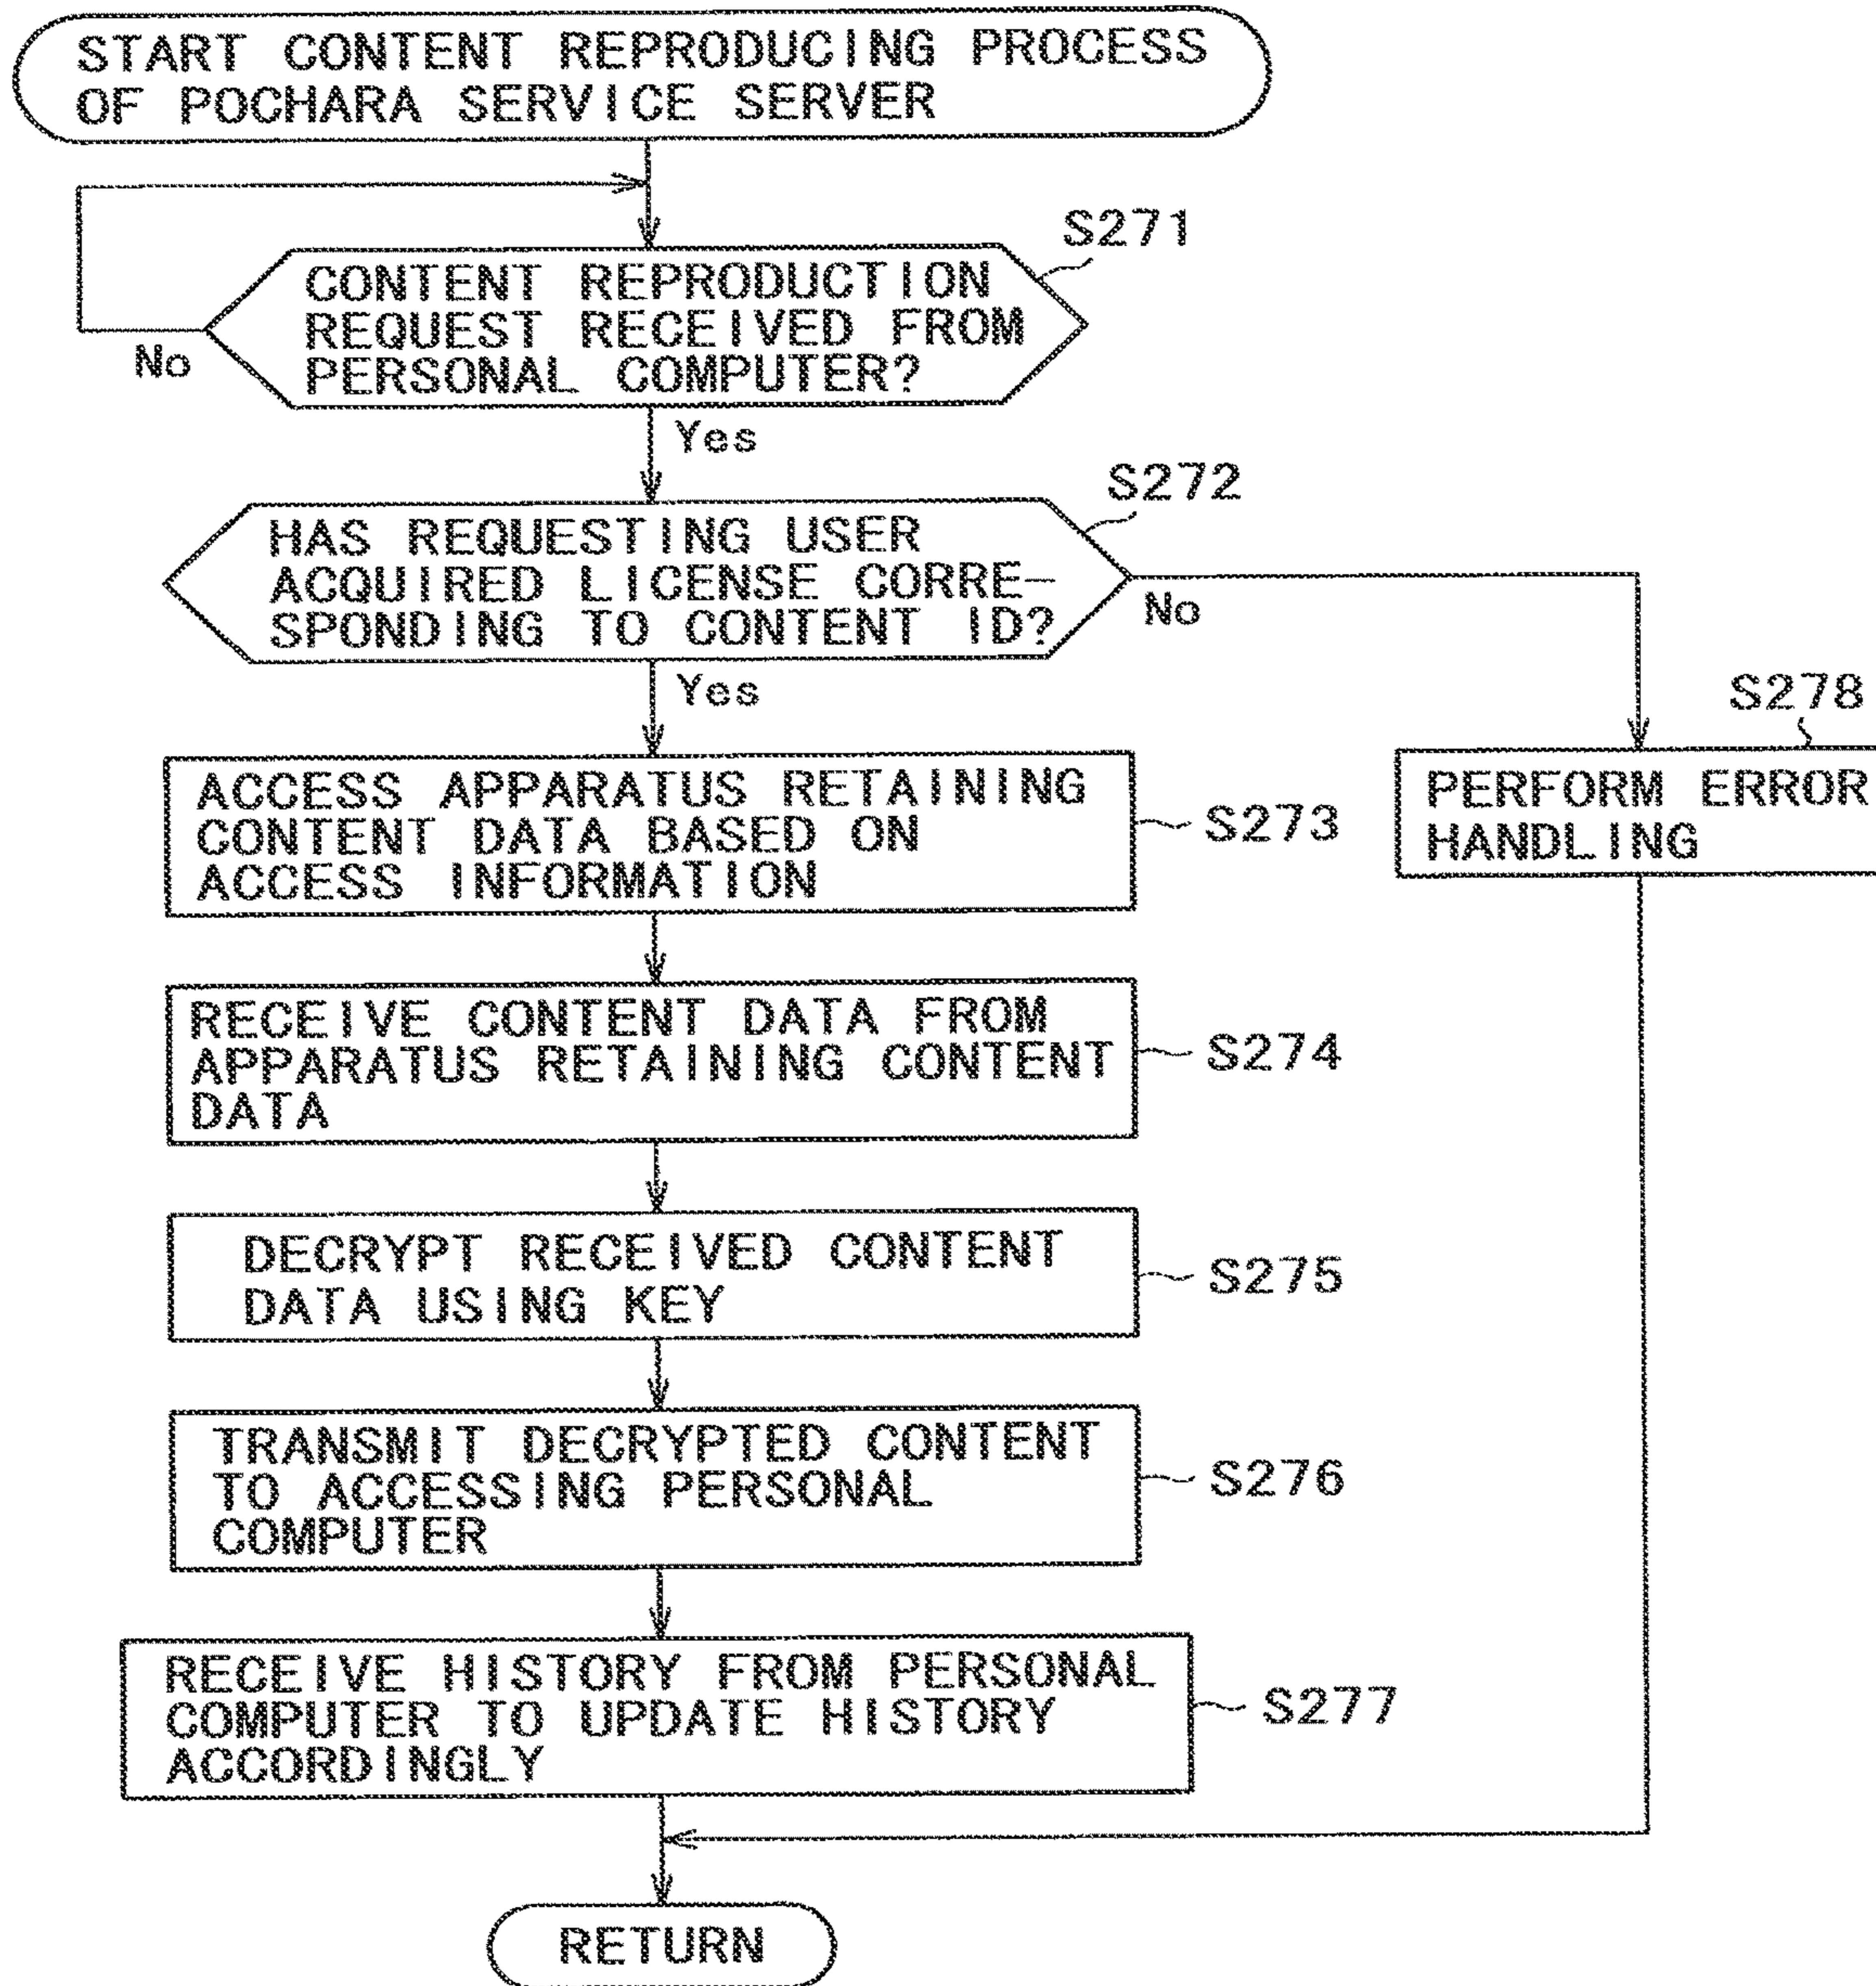 START CONTENT REPRODUCING PROCESS
OF POCHARA SERVICE SERVER
S271
CONTENT REPRODUCTION
REQUEST RECEIVED FROM
PERSONAL COMPUTER?
No
Yes
S272
HAS REQUESTING USER
ACQUIRED LICENSE CORRE-
SPONDING TO CONTENT ID?
No
Yes
S278
PERFORM ERROR
HANDLING
ACCESS APPARATUS RETAINING
CONTENT DATA BASED ON
ACCESS INFORMATION
S273
RECEIVE CONTENT DATA FROM
APPARATUS RETAINING CONTENT
DATA
S274
DECRYPT RECEIVED CONTENT
DATA USING KEY
S275
TRANSMIT DECRYPTED CONTENT
TO ACCESSING PERSONAL
COMPUTER
S276
RECEIVE HISTORY FROM PERSONAL
COMPUTER TO UPDATE HISTORY
ACCORDINGLY
S277
RETURN